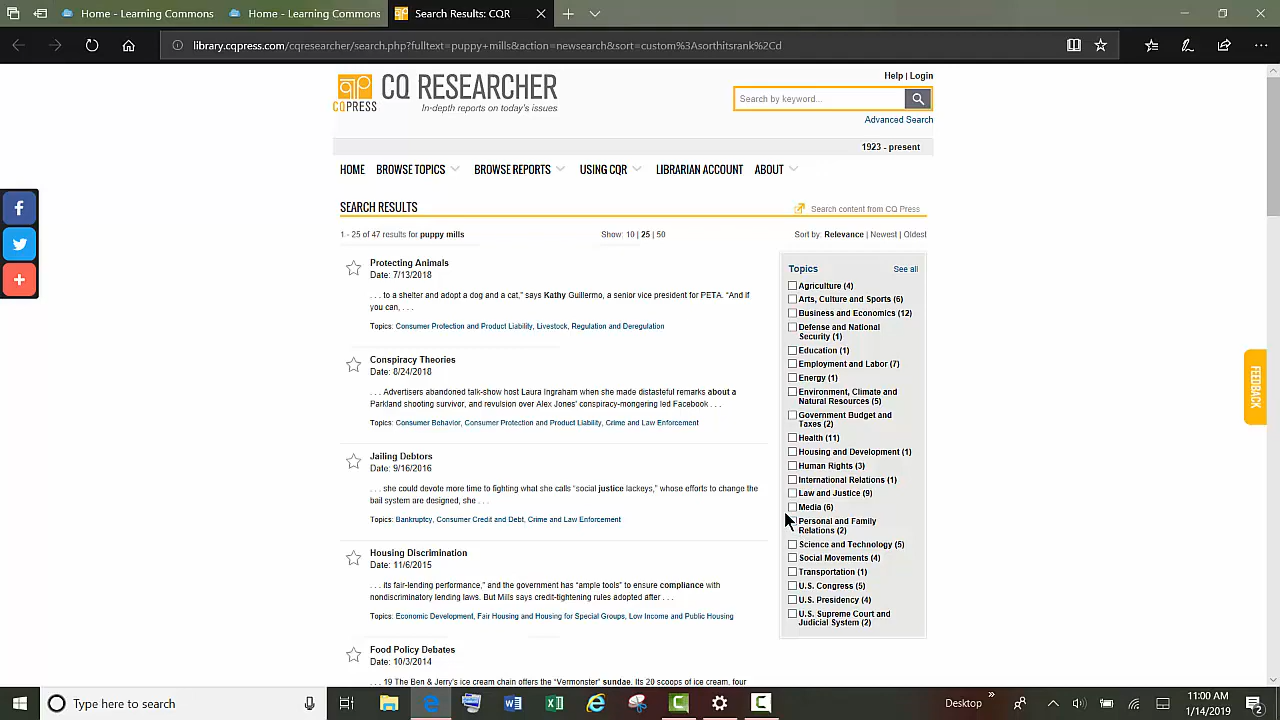 Home - Learning Commons
Home - Learning Commons
Search Results: CQR
library.cqpress.com/cqresearcher/search.php?fulltext=puppy+mills&action=newsearch&sort=custom%3Asorthitsrank%2Cd
Help | Login
CQ PRESS
CQ RESEARCHER
In-depth reports on today's issues
Search by keyword...
Advanced Search
1923 - present
HOME BROWSE TOPICS BROWSE REPORTS USING CQR LIBRARIAN ACCOUNT ABOUT
SEARCH RESULTS
Search content from CQ Press
1 - 25 of 47 results for puppy mills
Show: 10 | 25 | 50
Sort by: Relevance | Newest | Oldest
Protecting Animals
Date: 7/13/2018
. . . to a shelter and adopt a dog and a cat," says Kathy Guillermo, a senior vice president for PETA. "And if
you can, . . .
Topics: Consumer Protection and Product Liability, Livestock, Regulation and Deregulation
Conspiracy Theories
Date: 8/24/2018
. . . Advertisers abandoned talk-show host Laura Ingraham when she made distasteful remarks about a
Parkland shooting survivor, and revulsion over Alex Jones' conspiracy-mongering led Facebook . . .
Topics: Consumer Behavior, Consumer Protection and Product Liability, Crime and Law Enforcement
Jailing Debtors
Date: 9/16/2016
. . . she could devote more time to fighting what she calls "social justice lackeys," whose efforts to change the
bail system are designed, she . . .
Topics: Bankruptcy, Consumer Credit and Debt, Crime and Law Enforcement
Housing Discrimination
Date: 11/6/2015
. . . its fair-lending performance," and the government has "ample tools" to ensure compliance with
nondiscriminatory lending laws. But Mills says credit-tightening rules adopted after . . .
Topics: Economic Development, Fair Housing and Housing for Special Groups, Low Income and Public Housing
Food Policy Debates
Date: 10/3/2014
. . . 19 The Ben & Jerry's ice cream chain offers the "Vermonster" sundae. Its 20 scoops of ice cream, four
Topics See all
Agriculture (4)
Arts, Culture and Sports (6)
Business and Economics (12)
Defense and National
Security (1)
Education (1)
Employment and Labor (7)
Energy (1)
Environment, Climate and
Natural Resources (5)
Government Budget and
Taxes (2)
Health (11)
Housing and Development (1)
Human Rights (3)
International Relations (1)
Law and Justice (9)
Media (6)
Personal and Family
Relations (2)
Science and Technology (5)
Social Movements (4)
Transportation (1)
U.S. Congress (5)
U.S. Presidency (4)
U.S. Supreme Court and
Judicial System (2)
FEEDBACK
Type here to search
Desktop
11:00 AM
1/14/2019
2